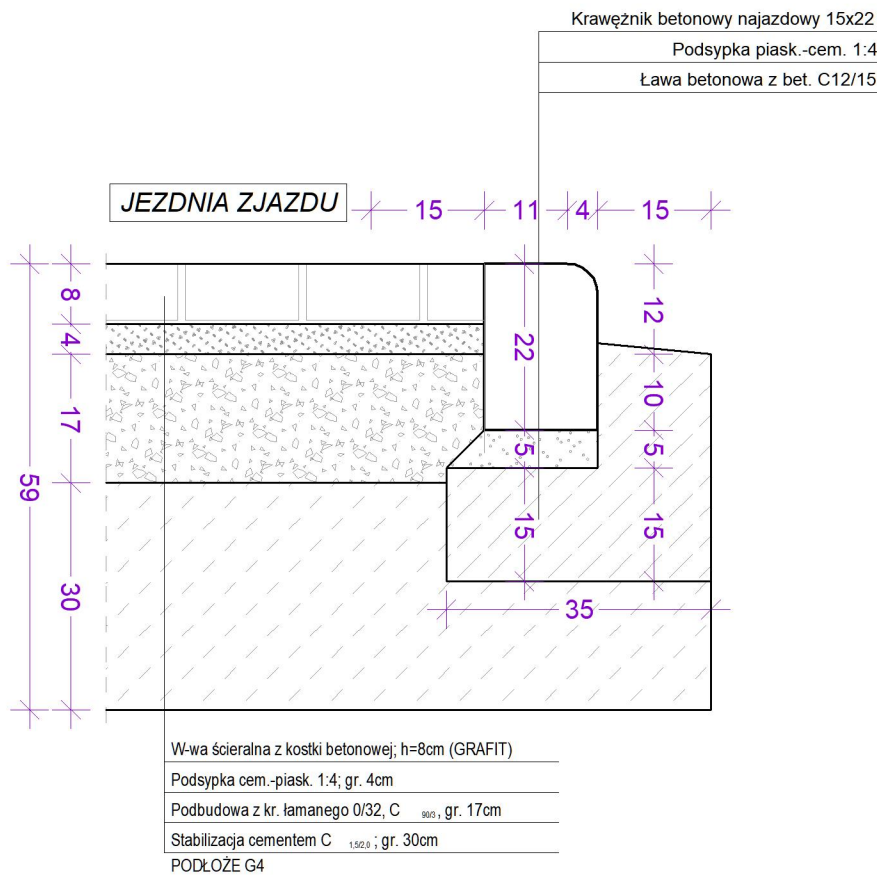 Krawężnik betonowy najazdowy 15x22
Podsypka piask.-cem. 1:4
Ława betonowa z bet. C12/15
JEZDNIA ZJAZDU
15
11
4
15
8
4
17
30
59
22
5
15
12
10
5
15
35
W-wa ścieralna z kostki betonowej; h=8cm (GRAFIT)
Podsypka cem.-piask. 1:4; gr. 4cm
Podbudowa z kr. łamanego 0/32, C 90/3, gr. 17cm
Stabilizacja cementem C 1,5/2,0 ; gr. 30cm
PODŁOŻE G4